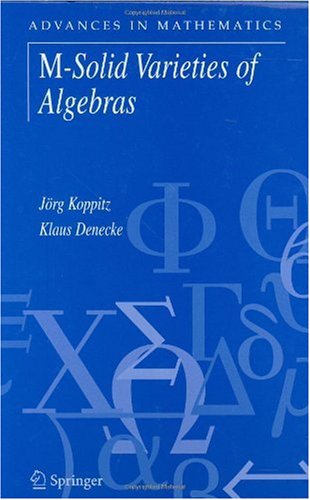 ADVANCES IN MATHEMATICS
M-Solid Varieties of
Algebras
Jörg Koppitz
Klaus Denecke
Φ
Θ
Γ
δ
Σ
Ω
Springer